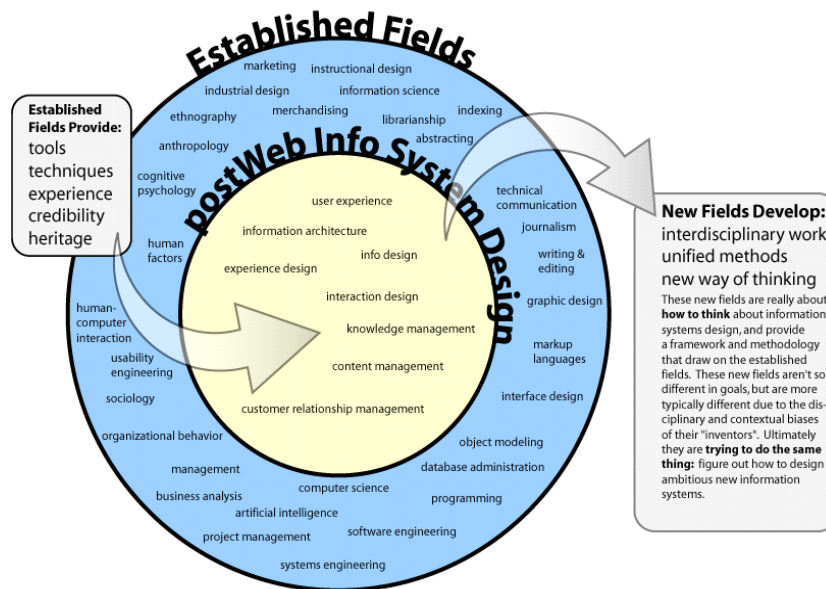 Established Fields
marketing
instructional design
industrial design
information science
ethnography
merchandising
librarianship
indexing
abstracting
anthropology
cognitive
psychology
human
factors
human-
computer
interaction
usability
engineering
sociology
organizational behavior
management
business analysis
artificial intelligence
project management
systems engineering
computer science
software engineering
programming
database administration
object modeling
interface design
markup
languages
graphic design
writing &
editing
journalism
technical
communication
Established
Fields Provide:
tools
techniques
experience
credibility
heritage
postWeb Info System Design
user experience
information architecture
info design
experience design
interaction design
knowledge management
content management
customer relationship management
New Fields Develop:
interdisciplinary work
unified methods
new way of thinking
These new fields are really about
how to think about information
systems design, and provide
a framework and methodology
that draw on the established
fields. These new fields aren't so
different in goals, but are more
typically different due to the dis-
ciplinary and contextual biases
of their "inventors". Ultimately
they are trying to do the same
thing: figure out how to design
ambitious new information
systems.